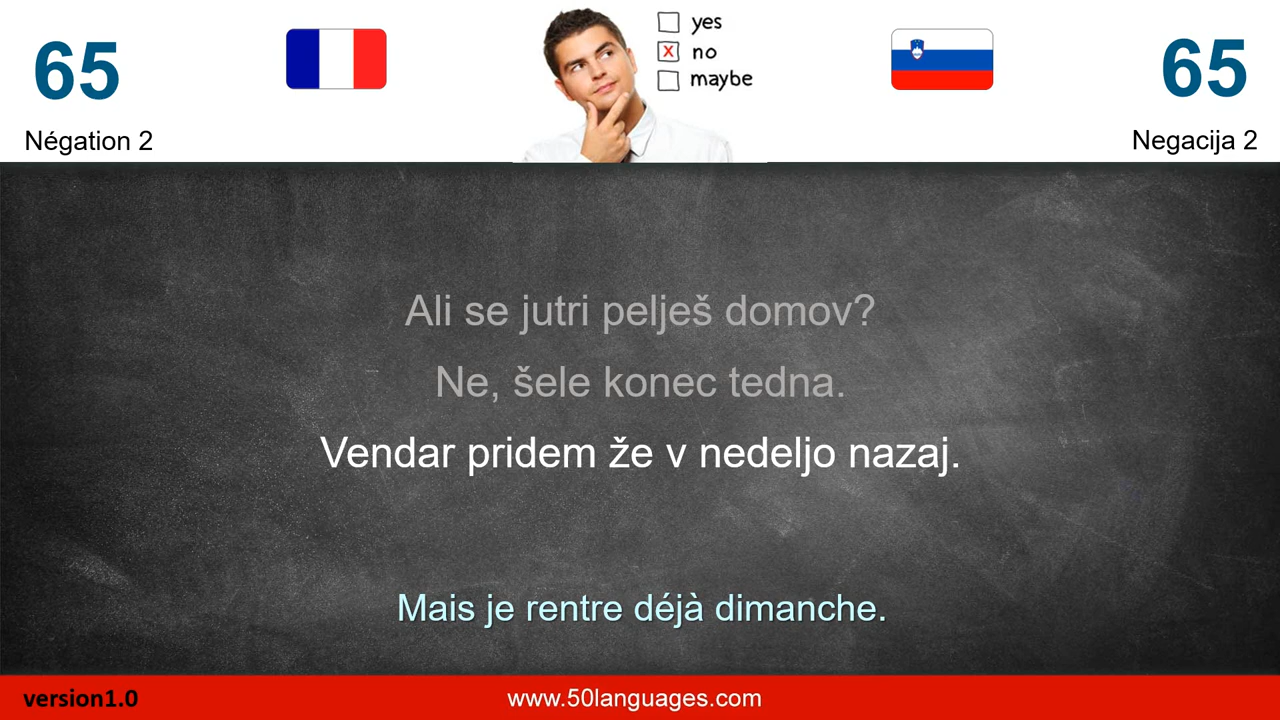 65
65
yes
no
maybe
Négation 2
Negacija 2
Ali se jutri pelješ domov?
Ne, šele konec tedna.
Vendar pridem že v nedeljo nazaj.
Mais je rentre déjà dimanche.
version1.0
www.50languages.com